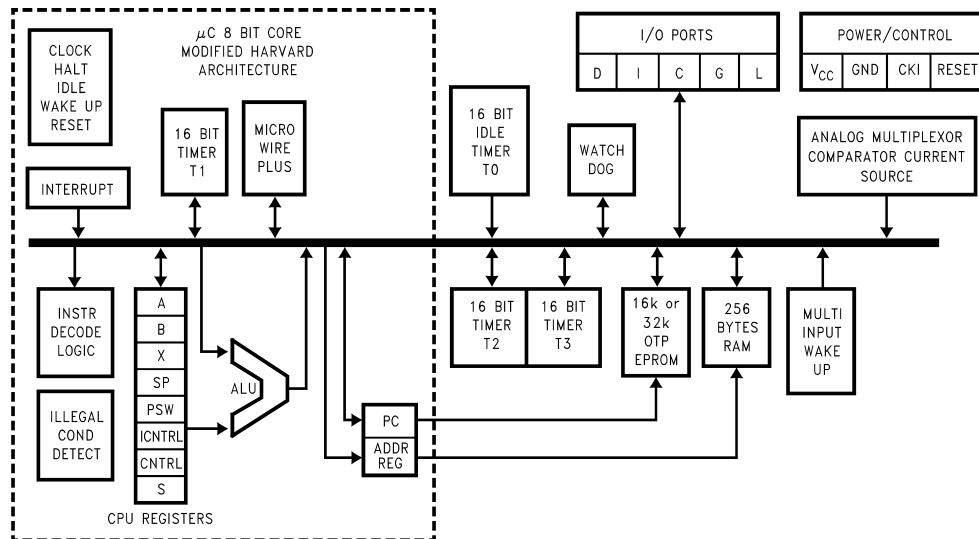 μC 8 BIT CORE
MODIFIED HARVARD
ARCHITECTURE
CLOCK
HALT
IDLE
WAKE UP
RESET
16 BIT
TIMER
T1
MICRO
WIRE
PLUS
INTERRUPT
16 BIT
IDLE
TIMER
T0
WATCH
DOG
I/O PORTS
D I C G L
POWER/CONTROL
VCC GND CKI RESET
ANALOG MULTIPLEXOR
COMPARATOR CURRENT
SOURCE
INSTR
DECODE
LOGIC
ILLEGAL
COND
DETECT
A
B
X
SP
PSW
ICNTRL
CNTRL
S
CPU REGISTERS
ALU
PC
ADDR
REG
16 BIT
TIMER
T2
16 BIT
TIMER
T3
16k or
32k
OTP
EPROM
256
BYTES
RAM
MULTI
INPUT
WAKE
UP